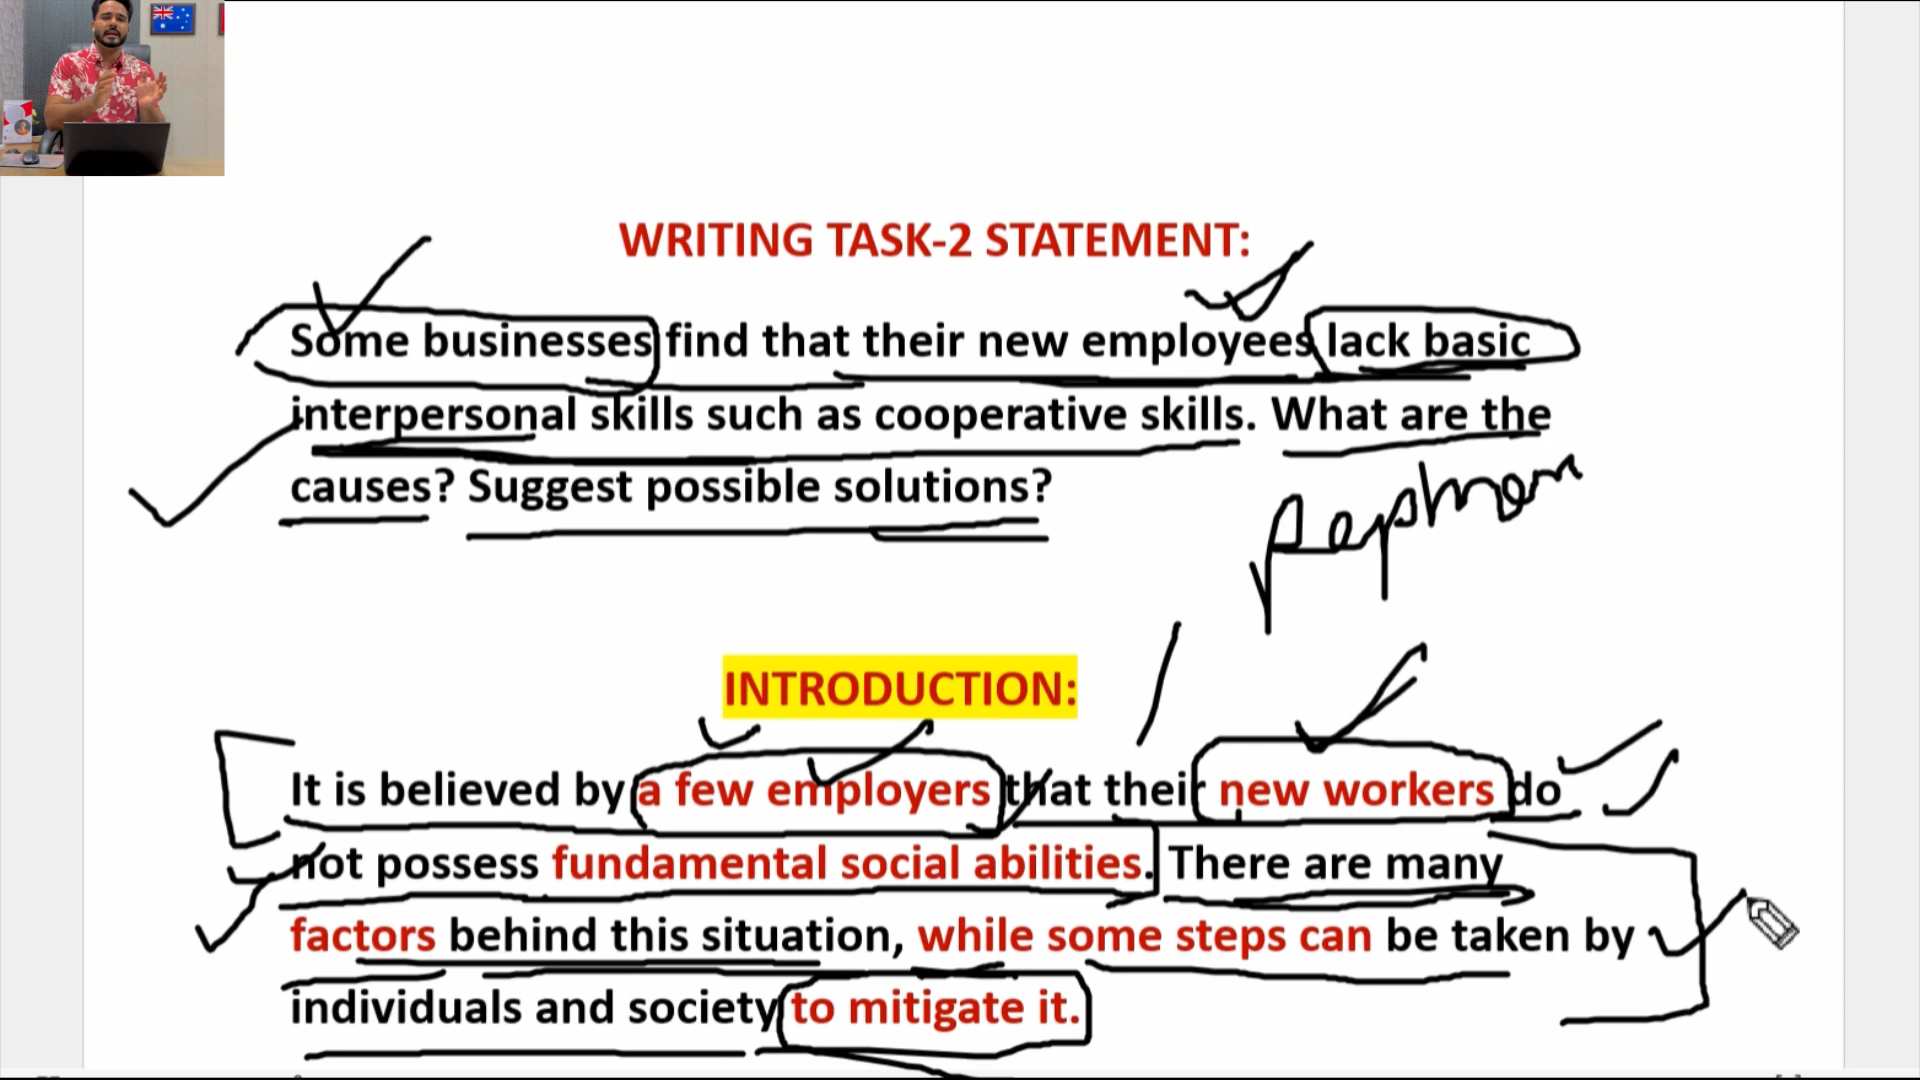 WRITING TASK-2 STATEMENT:
Some businesses find that their new employees lack basic
interpersonal skills such as cooperative skills. What are the
causes? Suggest possible solutions?
INTRODUCTION:
It is believed by a few employers that their new workers do
not possess fundamental social abilities. There are many
factors behind this situation, while some steps can be taken by
individuals and society to mitigate it.